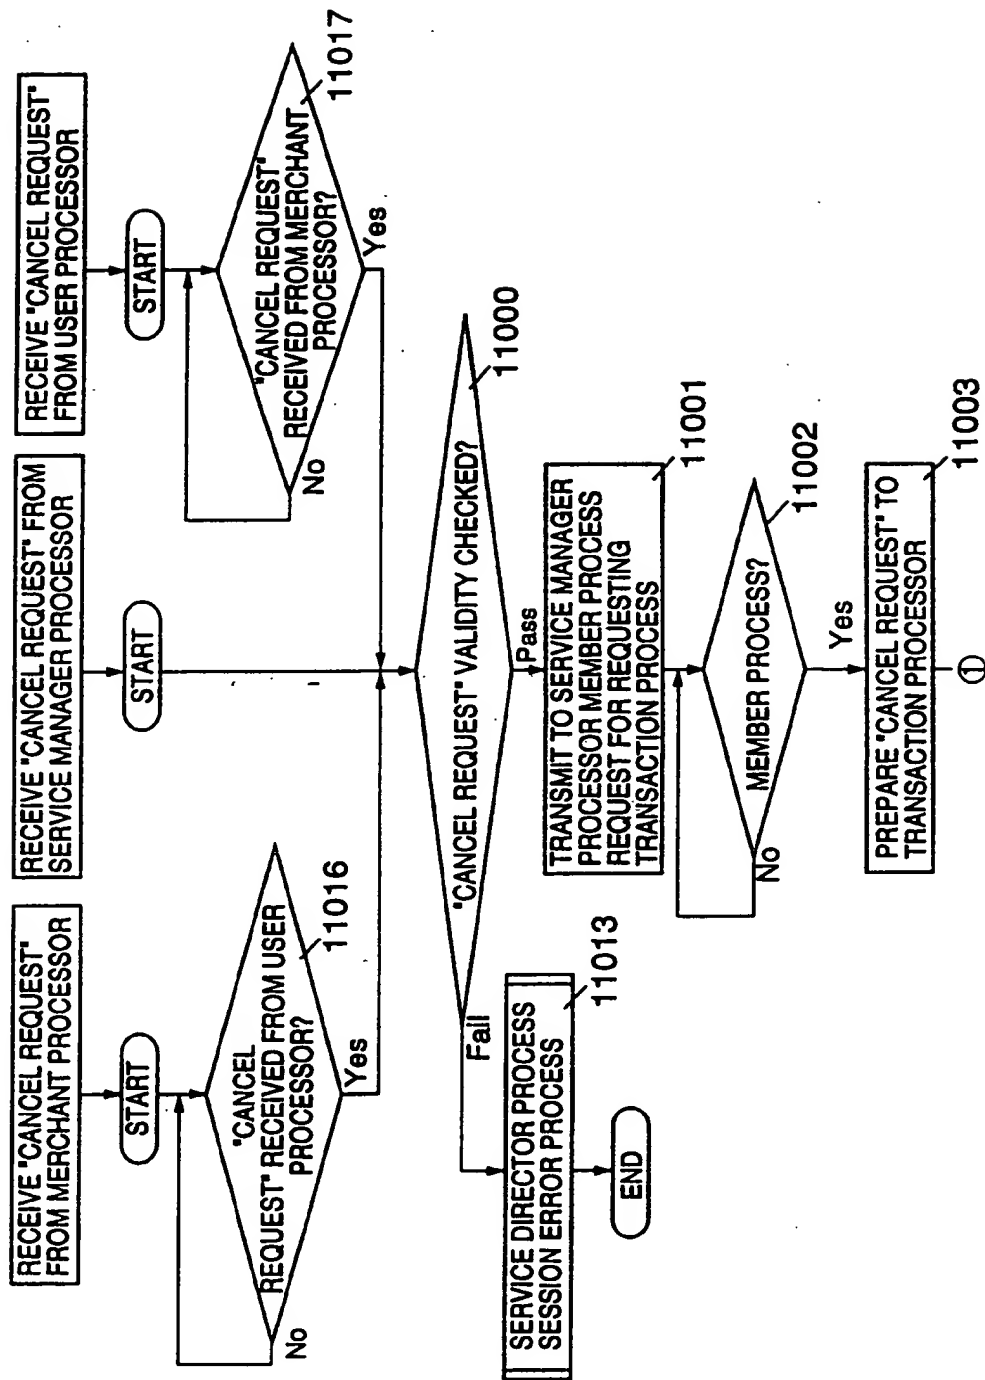 RECEIVE "CANCEL REQUEST"
FROM MERCHANT PROCESSOR
START
"CANCEL
REQUEST" RECEIVED FROM USER
PROCESSOR?
11016
No
Yes
RECEIVE "CANCEL REQUEST" FROM
SERVICE MANAGER PROCESSOR
START
RECEIVE "CANCEL REQUEST"
FROM USER PROCESSOR
START
"CANCEL REQUEST"
RECEIVED FROM MERCHANT
PROCESSOR?
11017
No
Yes
"CANCEL REQUEST" VALIDITY CHECKED?
11000
Fail
Pass
SERVICE DIRECTOR PROCESS
SESSION ERROR PROCESS
11013
END
TRANSMIT TO SERVICE MANAGER
PROCESSOR MEMBER PROCESS
REQUEST FOR REQUESTING
TRANSACTION PROCESS
11001
MEMBER PROCESS?
11002
No
Yes
PREPARE "CANCEL REQUEST" TO
TRANSACTION PROCESSOR
11003
①